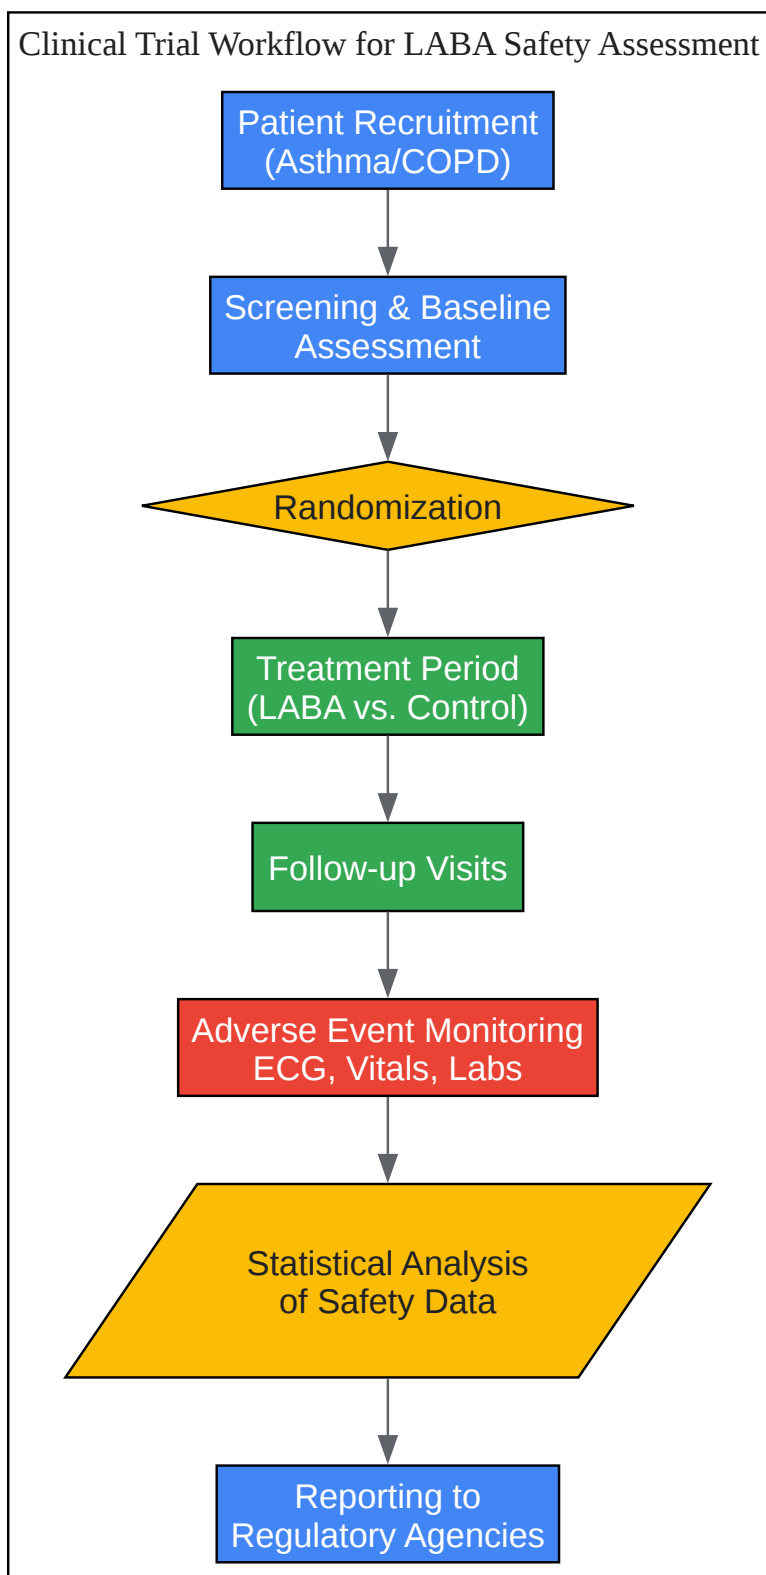 Clinical Trial Workflow for LABA Safety Assessment
Patient Recruitment
(Asthma/COPD)
Screening & Baseline
Assessment
Randomization
Treatment Period
(LABA vs. Control)
Follow-up Visits
Adverse Event Monitoring
ECG, Vitals, Labs
Statistical Analysis
of Safety Data
Reporting to
Regulatory Agencies